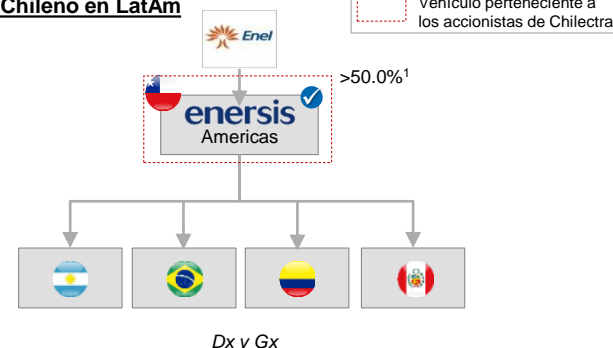 Chileno en LatAm
Vehículo perteneciente a
los accionistas de Chilectra
Enel
>50.0%1
enersis
Americas
Dx y Gx